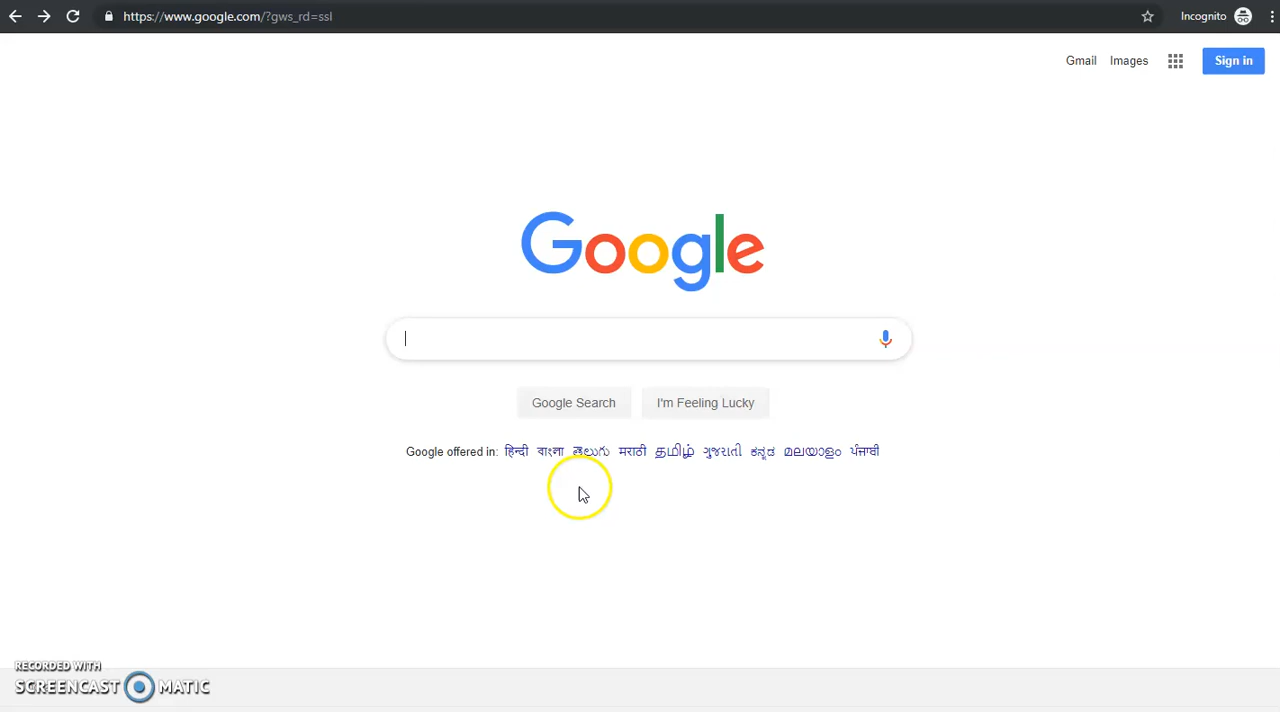 https://www.google.com/?gws_rd=ssl
Incognito
Gmail Images Sign in
Google
Google Search I'm Feeling Lucky
Google offered in: हिन्दी বাংলা తెలుగు मराठी தமிழ் ગુજરાતી ಕನ್ನಡ മലയാളം ਪੰਜਾਬੀ
RECORDED WITH
SCREENCAST MATIC